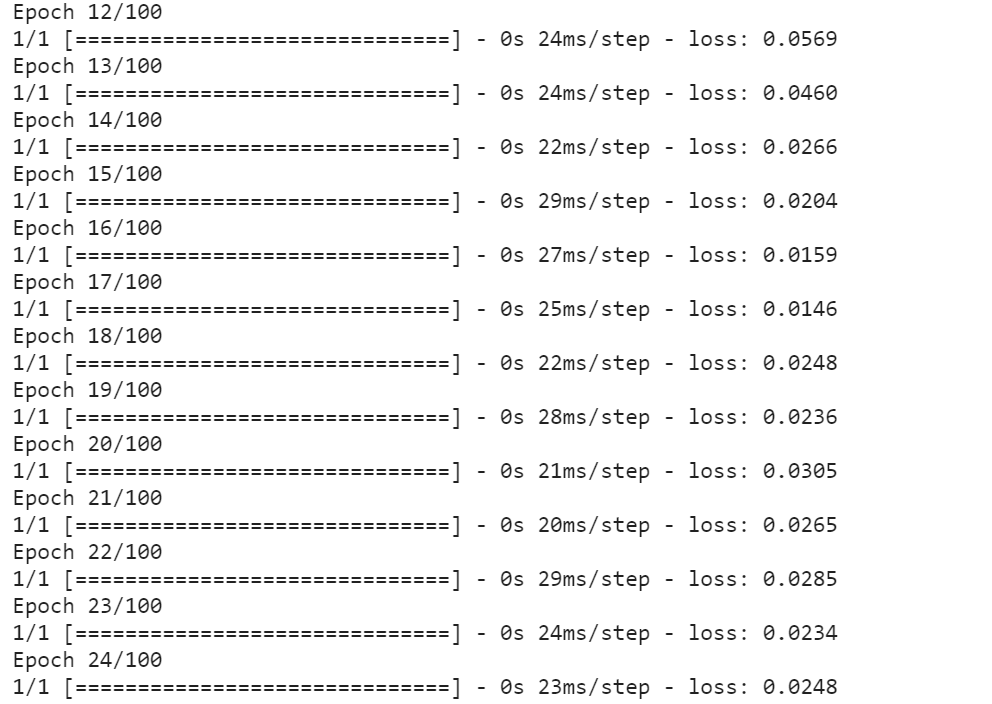 Epoch 12/100
1/1 [==============================] - 0s 24ms/step - loss: 0.0569
Epoch 13/100
1/1 [==============================] - 0s 24ms/step - loss: 0.0460
Epoch 14/100
1/1 [==============================] - 0s 22ms/step - loss: 0.0266
Epoch 15/100
1/1 [==============================] - 0s 29ms/step - loss: 0.0204
Epoch 16/100
1/1 [==============================] - 0s 27ms/step - loss: 0.0159
Epoch 17/100
1/1 [==============================] - 0s 25ms/step - loss: 0.0146
Epoch 18/100
1/1 [==============================] - 0s 22ms/step - loss: 0.0248
Epoch 19/100
1/1 [==============================] - 0s 28ms/step - loss: 0.0236
Epoch 20/100
1/1 [==============================] - 0s 21ms/step - loss: 0.0305
Epoch 21/100
1/1 [==============================] - 0s 20ms/step - loss: 0.0265
Epoch 22/100
1/1 [==============================] - 0s 29ms/step - loss: 0.0285
Epoch 23/100
1/1 [==============================] - 0s 24ms/step - loss: 0.0234
Epoch 24/100
1/1 [==============================] - 0s 23ms/step - loss: 0.0248